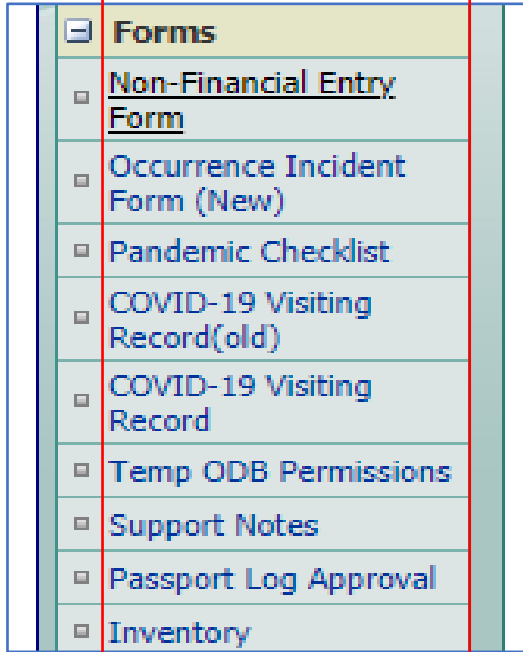 Forms
Non-Financial Entry
Form
Occurrence Incident
Form (New)
Pandemic Checklist
COVID-19 Visiting
Record(old)
COVID-19 Visiting
Record
Temp ODB Permissions
Support Notes
Passport Log Approval
Inventory